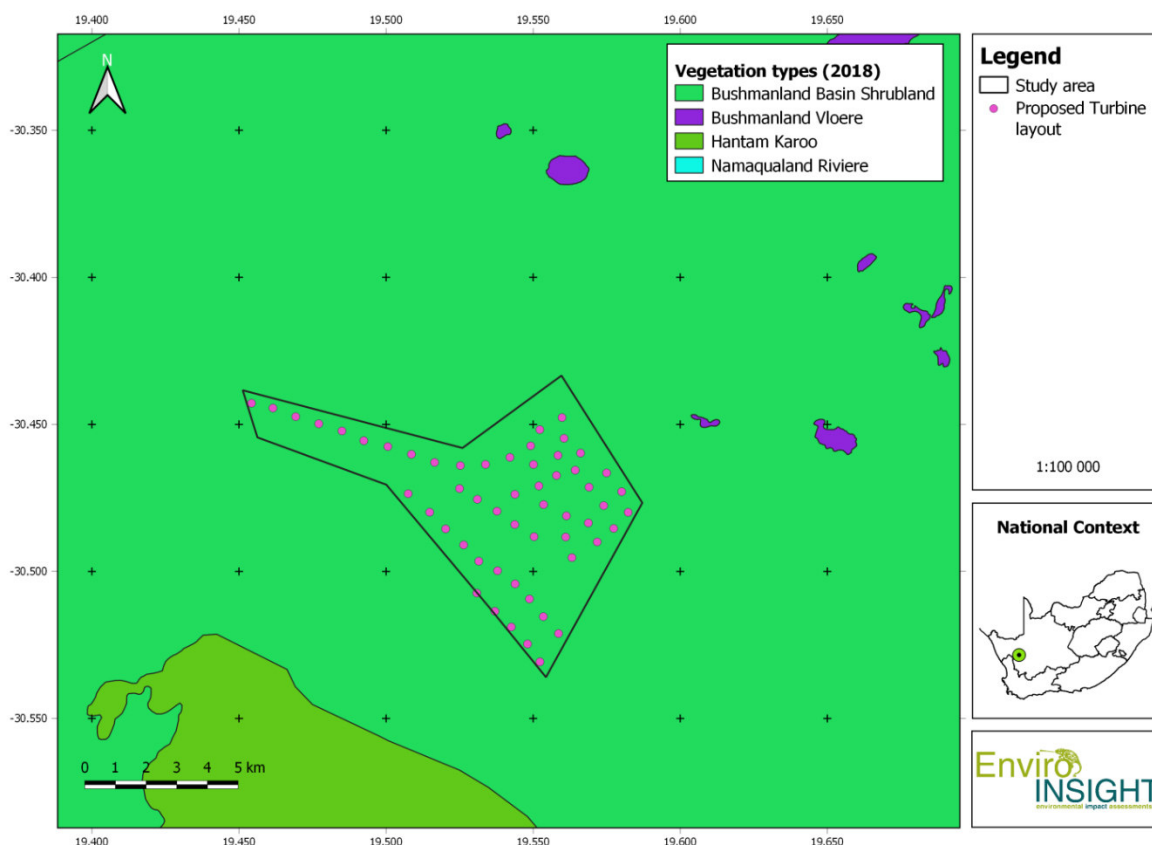 19.400 19.450 19.500 19.550 19.600 19.650
N
Vegetation types (2018)
Bushmanland Basin Shrubland
Bushmanland Vloere
Hantam Karoo
Namaqualand Riviere
Legend
Study area
Proposed Turbine
layout
-30.350
-30.400
-30.450
-30.500
-30.550
1:100 000
National Context
0 1 2 3 4 5 km
19.400 19.450 19.500 19.550 19.600 19.650
Enviro
INSIGHT
environmental impact assessments